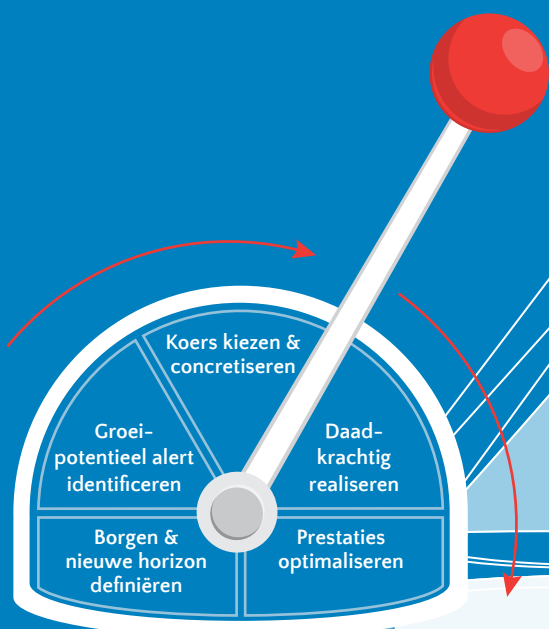 Koers kiezen &
concretiseren
Groei-
potentieel alert
identificeren
Daad-
krachtig
realiseren
Borgen &
nieuwe horizon
definiëren
Prestaties
optimaliseren